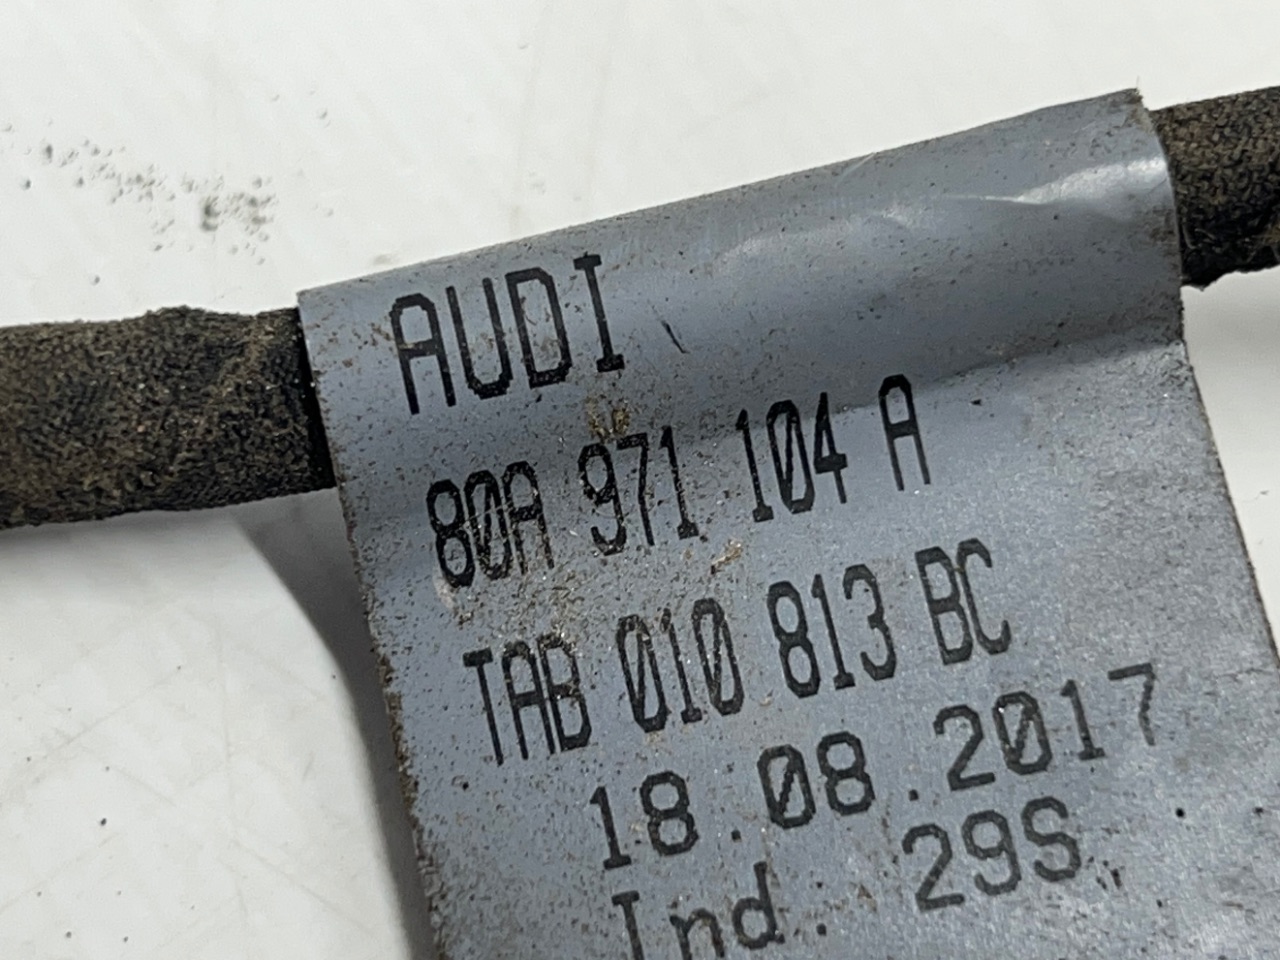 AUDI
80A 971 104 A
TAB 010 813 BC
18.08.2017
Ind. 29S